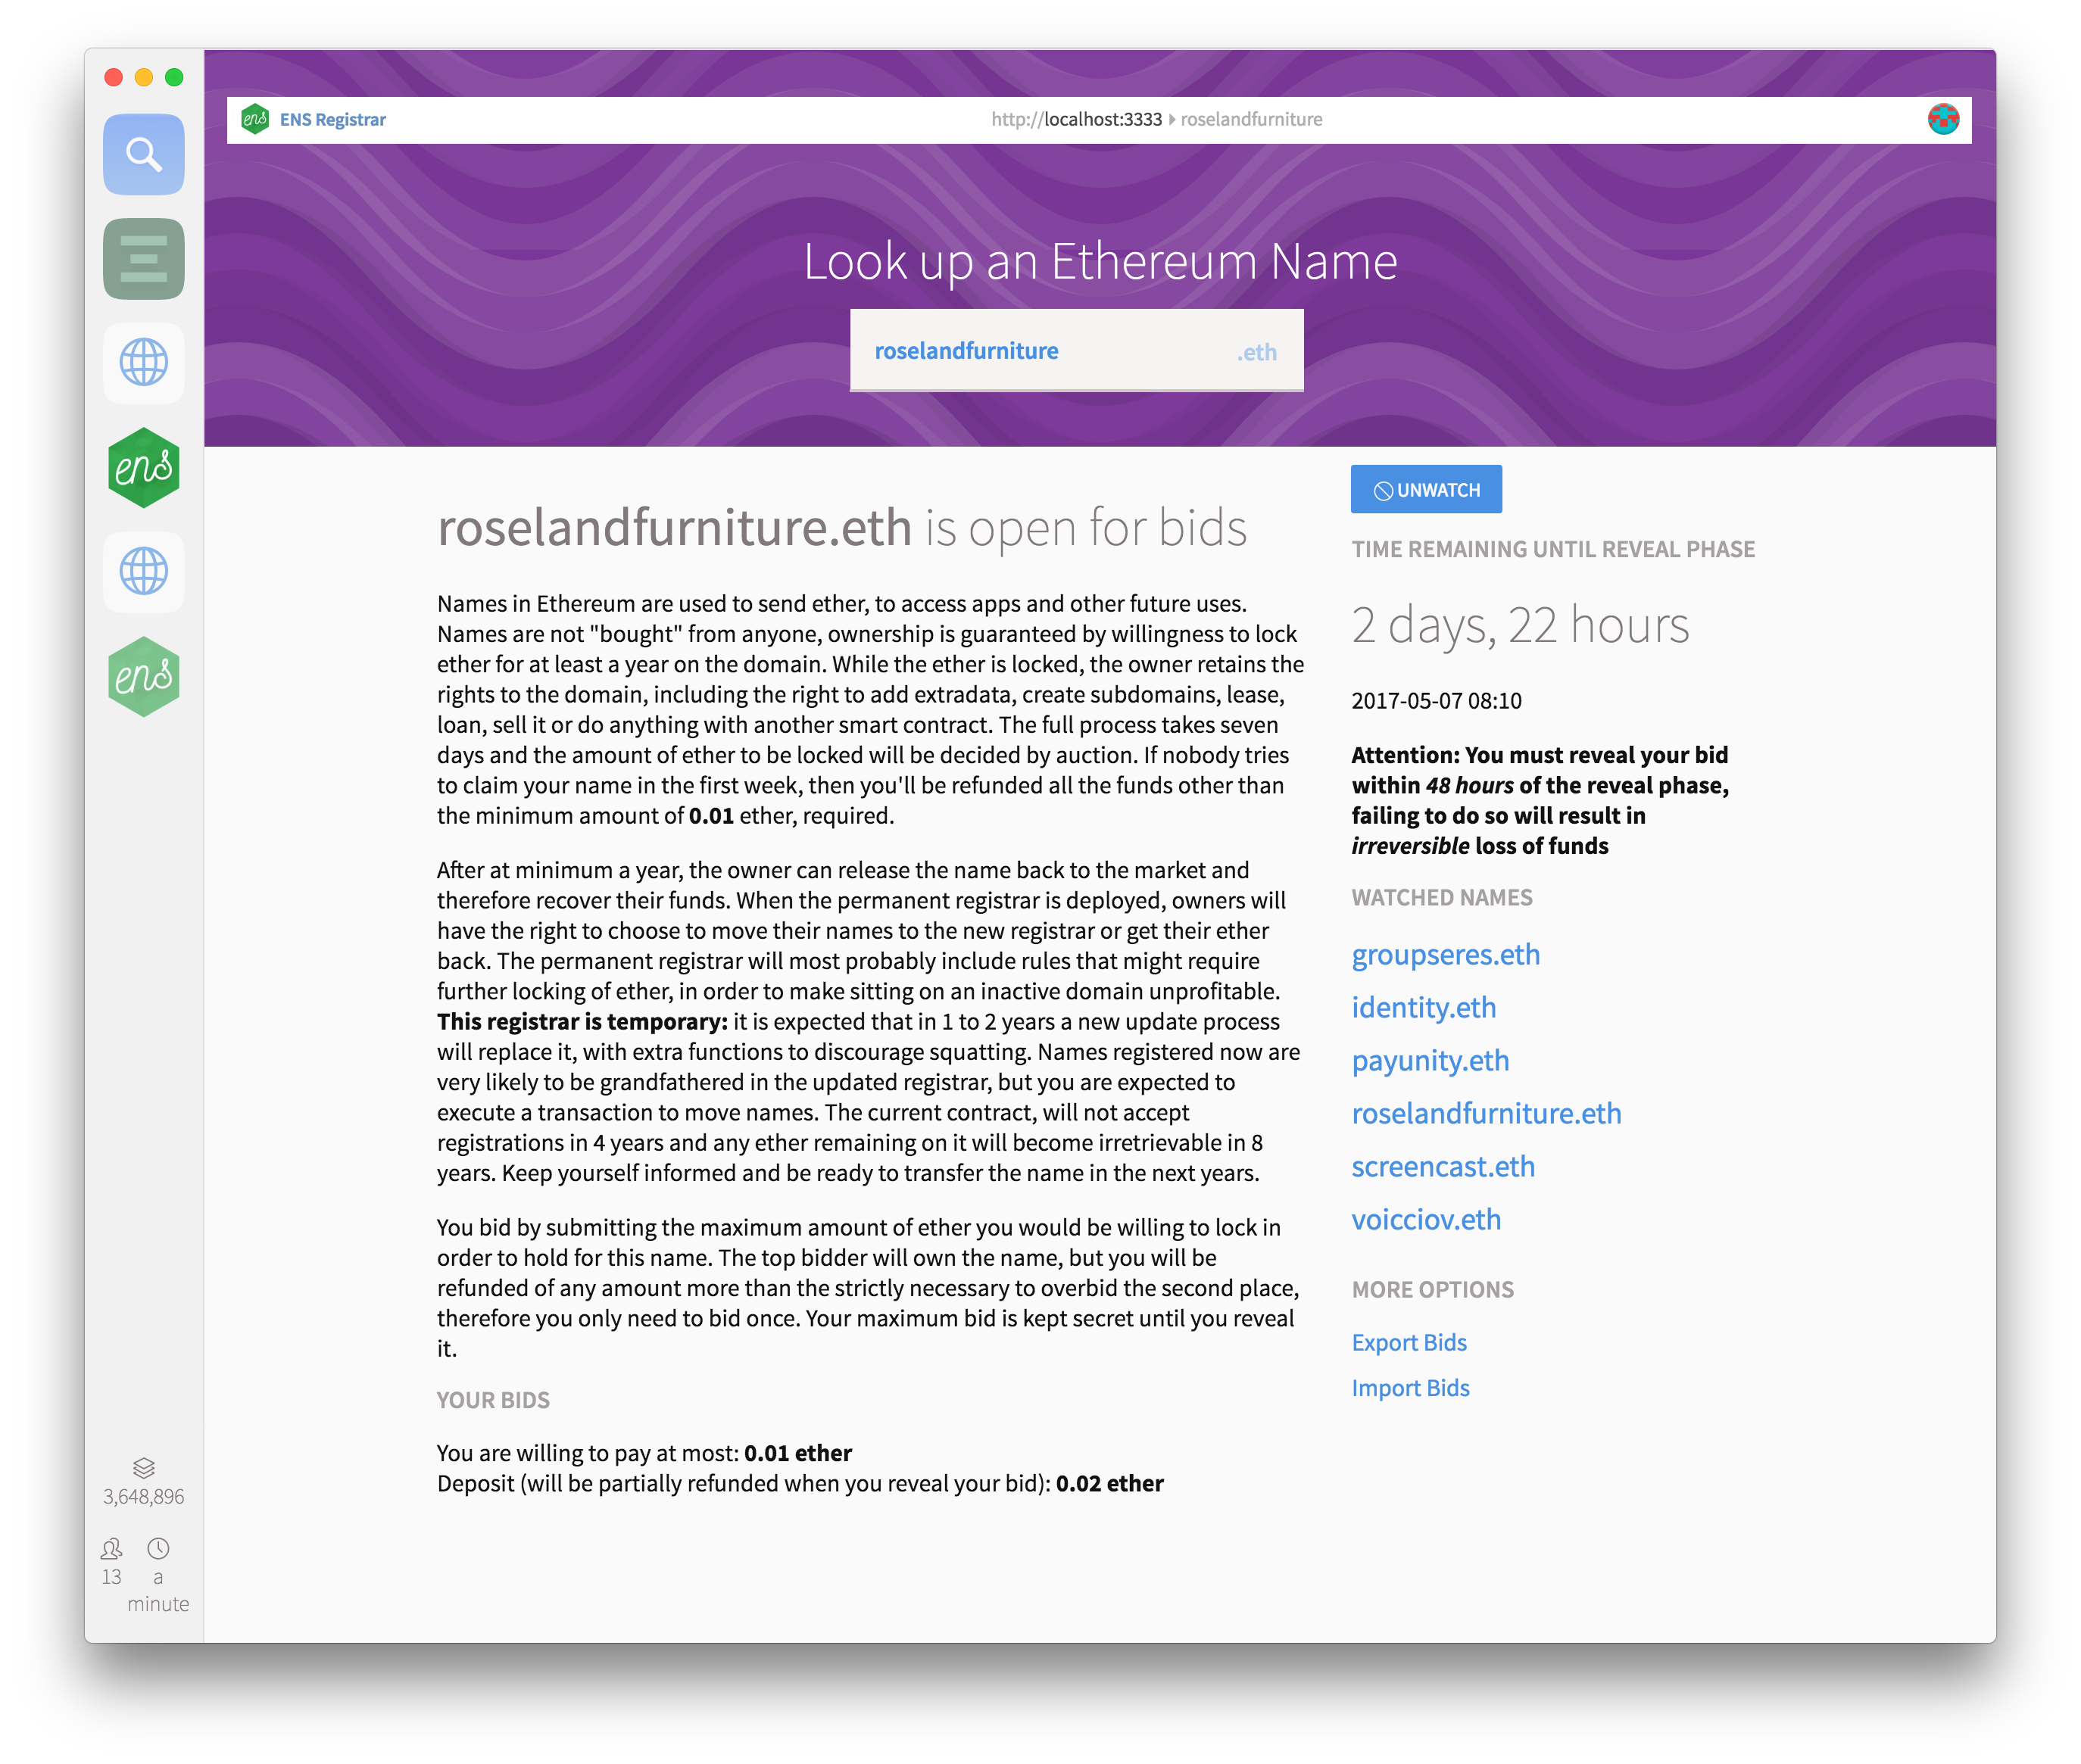 ens ENS Registrar
http://localhost:3333 roselandfurniture
Look up an Ethereum Name
roselandfurniture .eth
ens
ens
roselandfurniture.eth is open for bids
Names in Ethereum are used to send ether, to access apps and other future uses.
Names are not "bought" from anyone, ownership is guaranteed by willingness to lock
ether for at least a year on the domain. While the ether is locked, the owner retains the
rights to the domain, including the right to add extradata, create subdomains, lease,
loan, sell it or do anything with another smart contract. The full process takes seven
days and the amount of ether to be locked will be decided by auction. If nobody tries
to claim your name in the first week, then you'll be refunded all the funds other than
the minimum amount of 0.01 ether, required.
After at minimum a year, the owner can release the name back to the market and
therefore recover their funds. When the permanent registrar is deployed, owners will
have the right to choose to move their names to the new registrar or get their ether
back. The permanent registrar will most probably include rules that might require
further locking of ether, in order to make sitting on an inactive domain unprofitable.
This registrar is temporary: it is expected that in 1 to 2 years a new update process
will replace it, with extra functions to discourage squatting. Names registered now are
very likely to be grandfathered in the updated registrar, but you are expected to
execute a transaction to move names. The current contract, will not accept
registrations in 4 years and any ether remaining on it will become irretrievable in 8
years. Keep yourself informed and be ready to transfer the name in the next years.
You bid by submitting the maximum amount of ether you would be willing to lock in
order to hold for this name. The top bidder will own the name, but you will be
refunded of any amount more than the strictly necessary to overbid the second place,
therefore you only need to bid once. Your maximum bid is kept secret until you reveal
it.
YOUR BIDS
You are willing to pay at most: 0.01 ether
Deposit (will be partially refunded when you reveal your bid): 0.02 ether
UNWATCH
TIME REMAINING UNTIL REVEAL PHASE
2 days, 22 hours
2017-05-07 08:10
Attention: You must reveal your bid
within 48 hours of the reveal phase,
failing to do so will result in
irreversible loss of funds
WATCHED NAMES
groupseres.eth
identity.eth
payunity.eth
roselandfurniture.eth
screencast.eth
voicciov.eth
MORE OPTIONS
Export Bids
Import Bids
3,648,896
13 a
minute